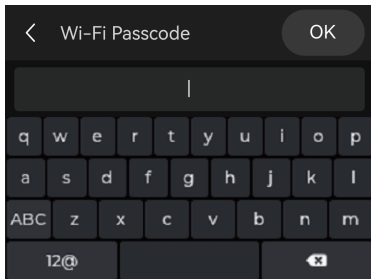 Wi-Fi Passcode OK
q w e r t y u i o p
a s d f g h j k l
ABC z x c v b n m
12@